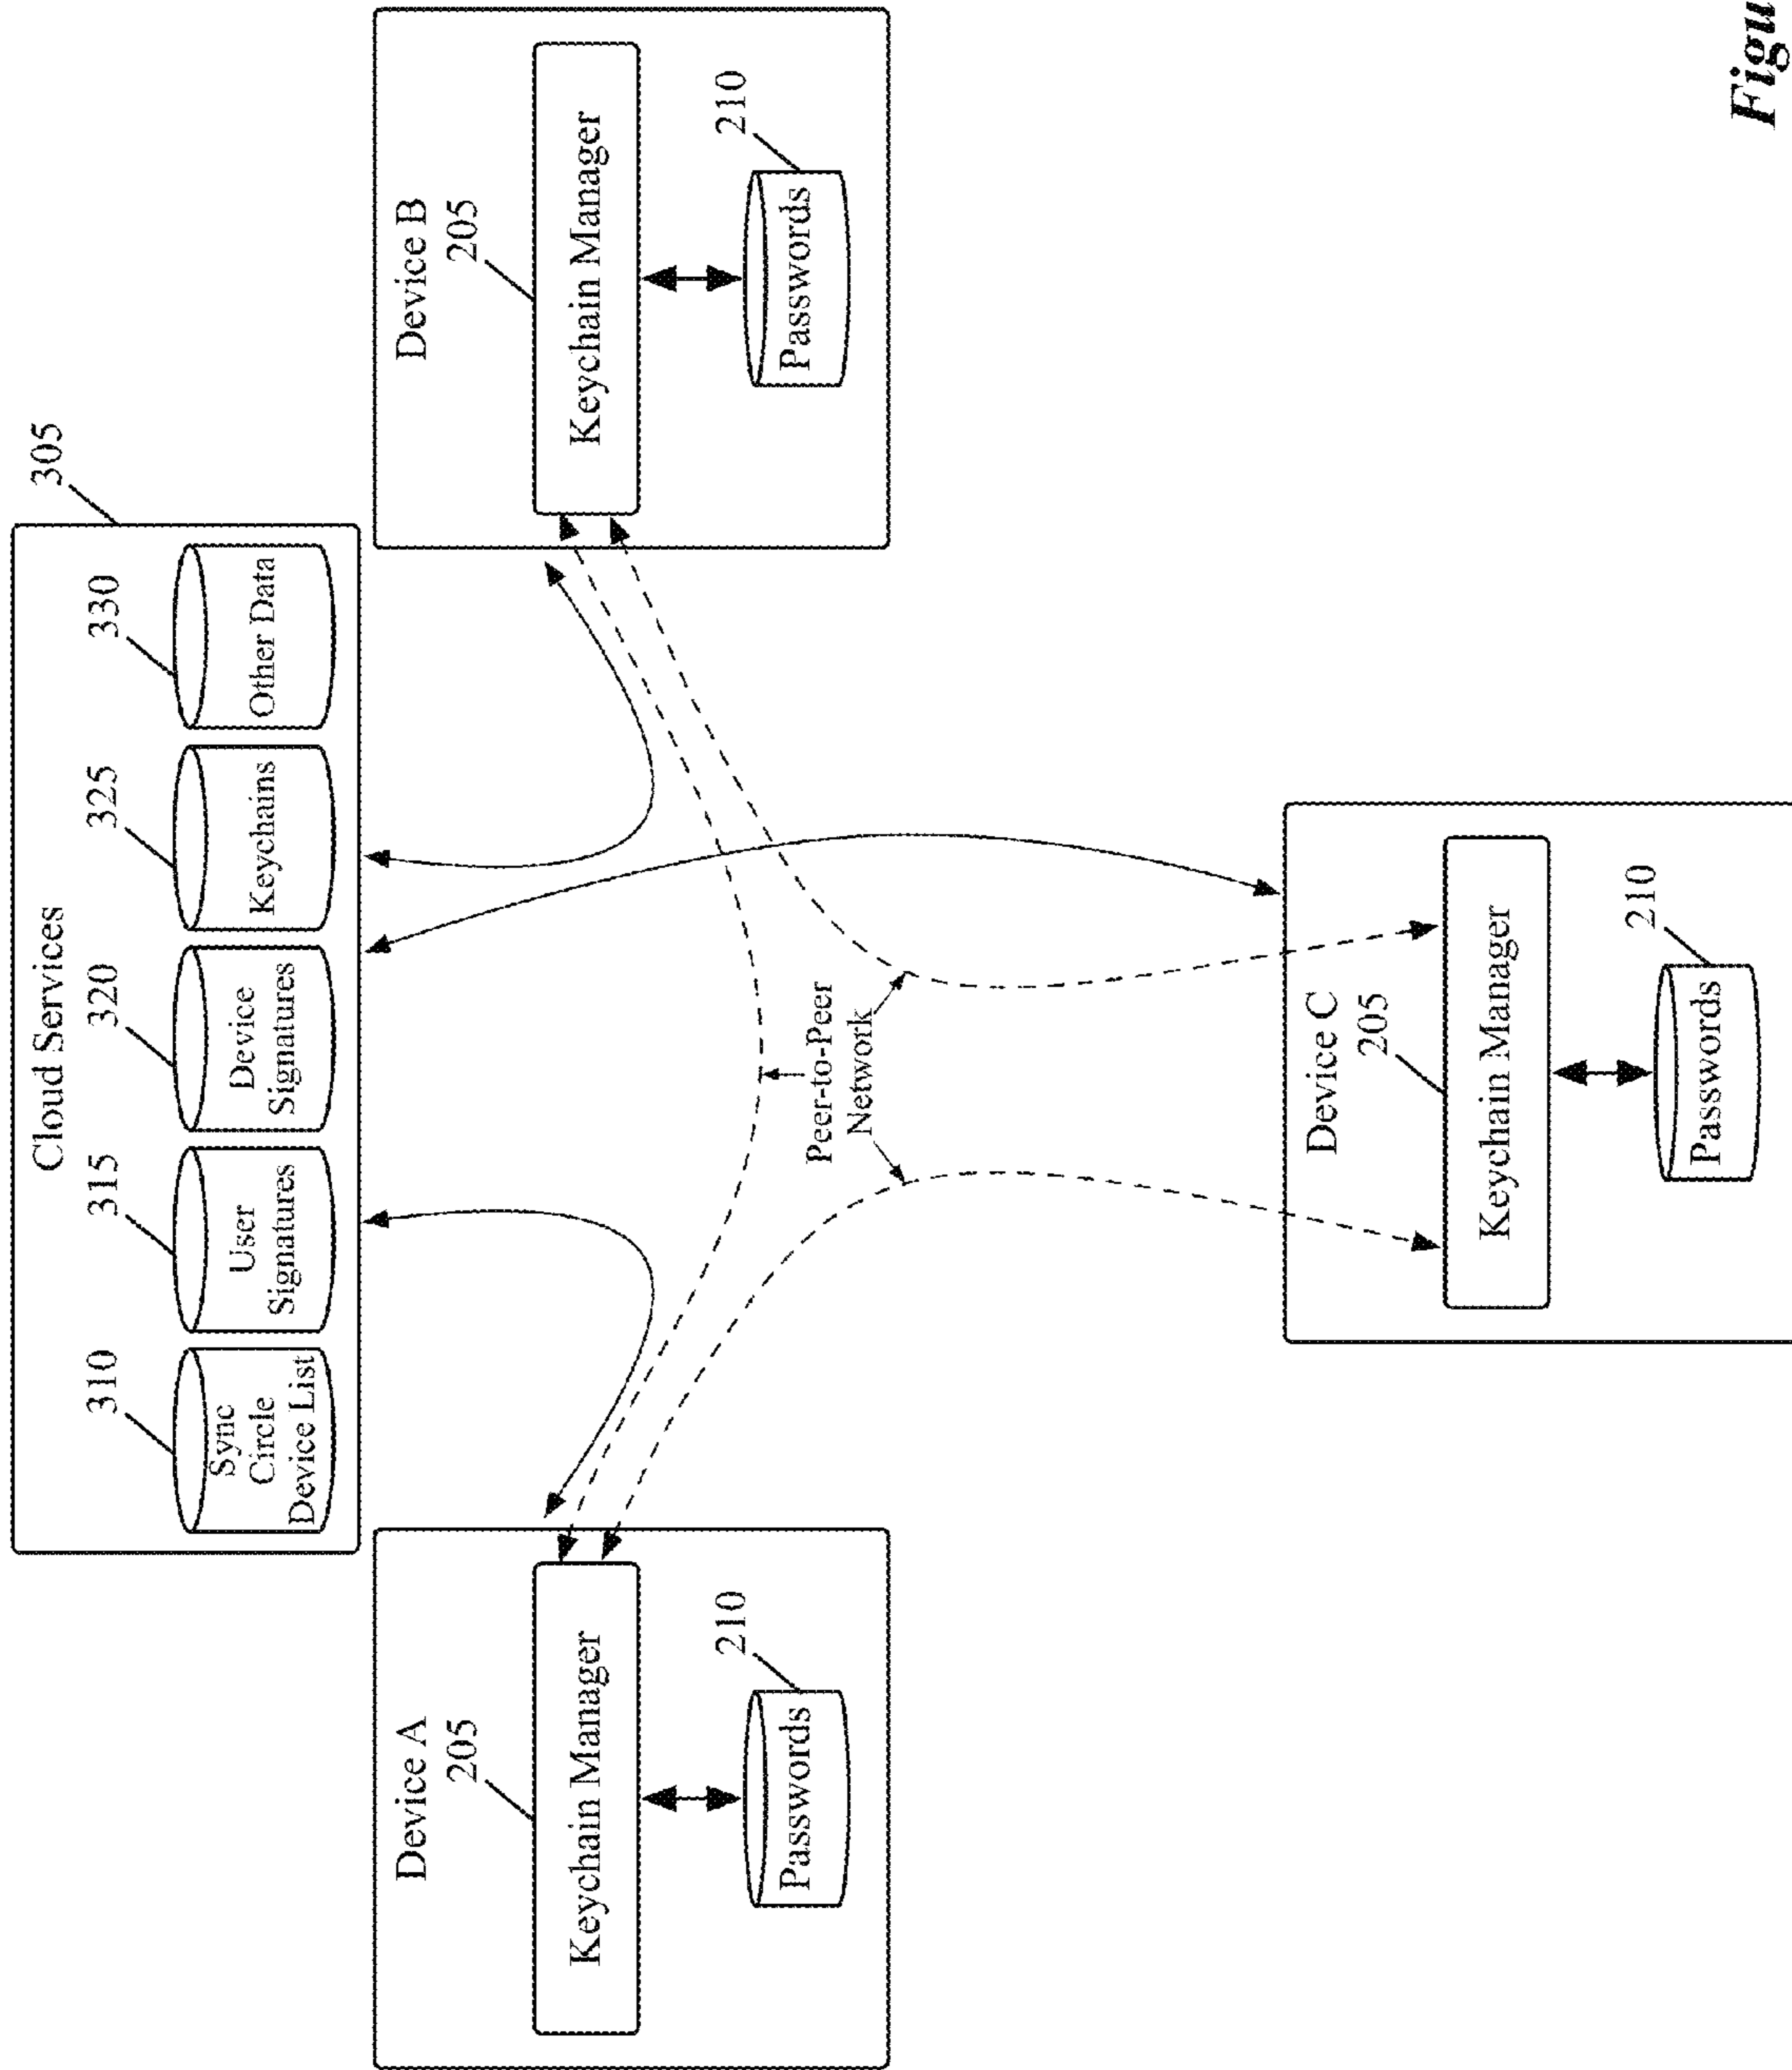 Cloud Services
305
310
315
320
325
330
Sync
Circle
Device List
User
Signatures
Device
Signatures
Keychains
Other Data
Device A
205
Keychain Manager
210
Passwords
Device B
205
Keychain Manager
210
Passwords
Peer-to-Peer
Network
Device C
205
Keychain Manager
210
Passwords
Figu